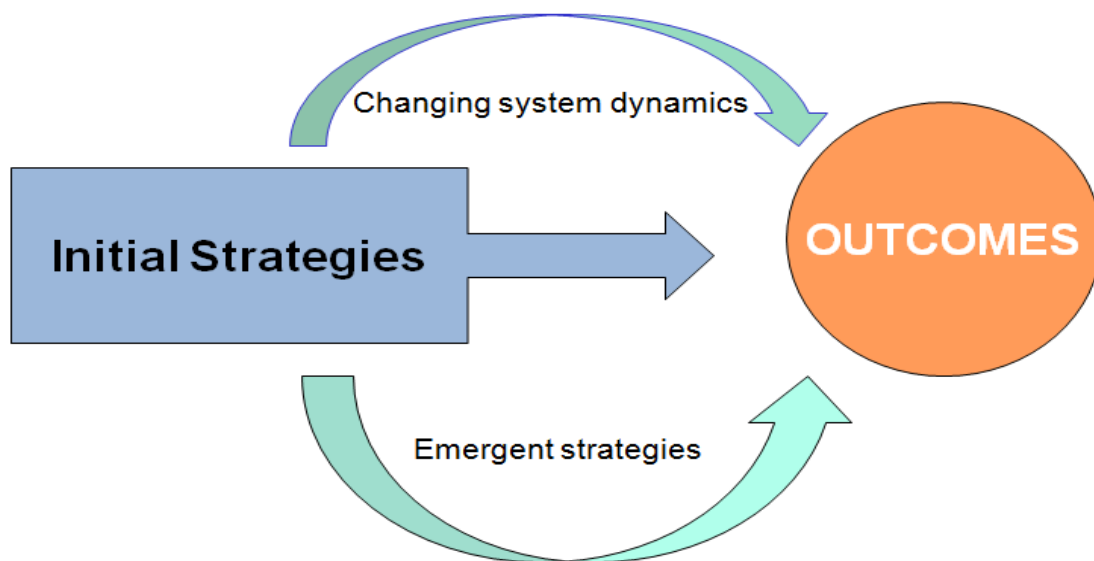 Changing system dynamics
Initial Strategies
OUTCOMES
Emergent strategies